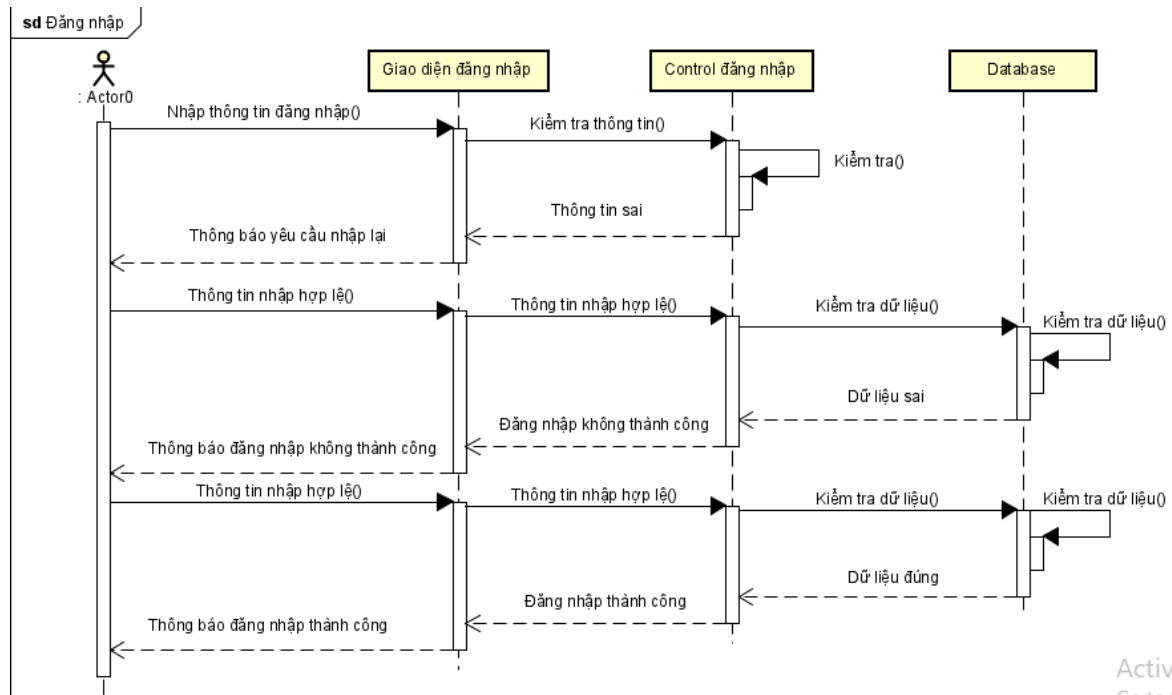 sd Đăng nhập
: Actor0
Giao diện đăng nhập
Control đăng nhập
Database
Nhập thông tin đăng nhập()
Kiểm tra thông tin()
Kiểm tra()
Thông tin sai
Thông báo yêu cầu nhập lại
Thông tin nhập hợp lệ()
Thông tin nhập hợp lệ()
Kiểm tra dữ liệu()
Kiểm tra dữ liệu()
Dữ liệu sai
Đăng nhập không thành công
Thông báo đăng nhập không thành công
Thông tin nhập hợp lệ()
Thông tin nhập hợp lệ()
Kiểm tra dữ liệu()
Kiểm tra dữ liệu()
Dữ liệu đúng
Đăng nhập thành công
Thông báo đăng nhập thành công
Activ